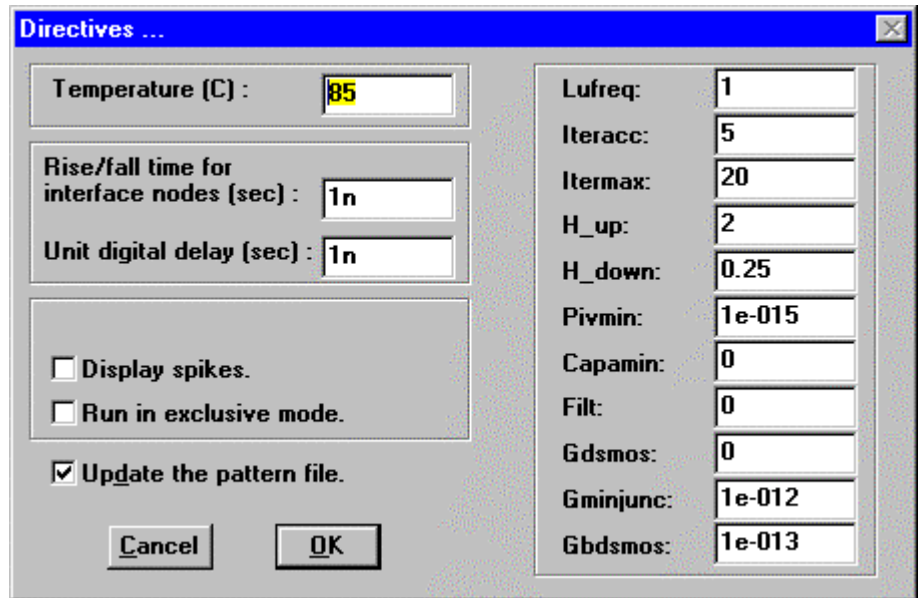 Directives ...
Temperature (C) : 85
Rise/fall time for
interface nodes (sec) : 1n
Unit digital delay (sec) : 1n
Display spikes.
Run in exclusive mode.
Update the pattern file.
Cancel OK
Lufreq: 1
Iteracc: 5
Itermax: 20
H_up: 2
H_down: 0.25
Pivmin: 1e-015
Capamin: 0
Filt: 0
Gdsmos: 0
Gminjunc: 1e-012
Gbdsmos: 1e-013